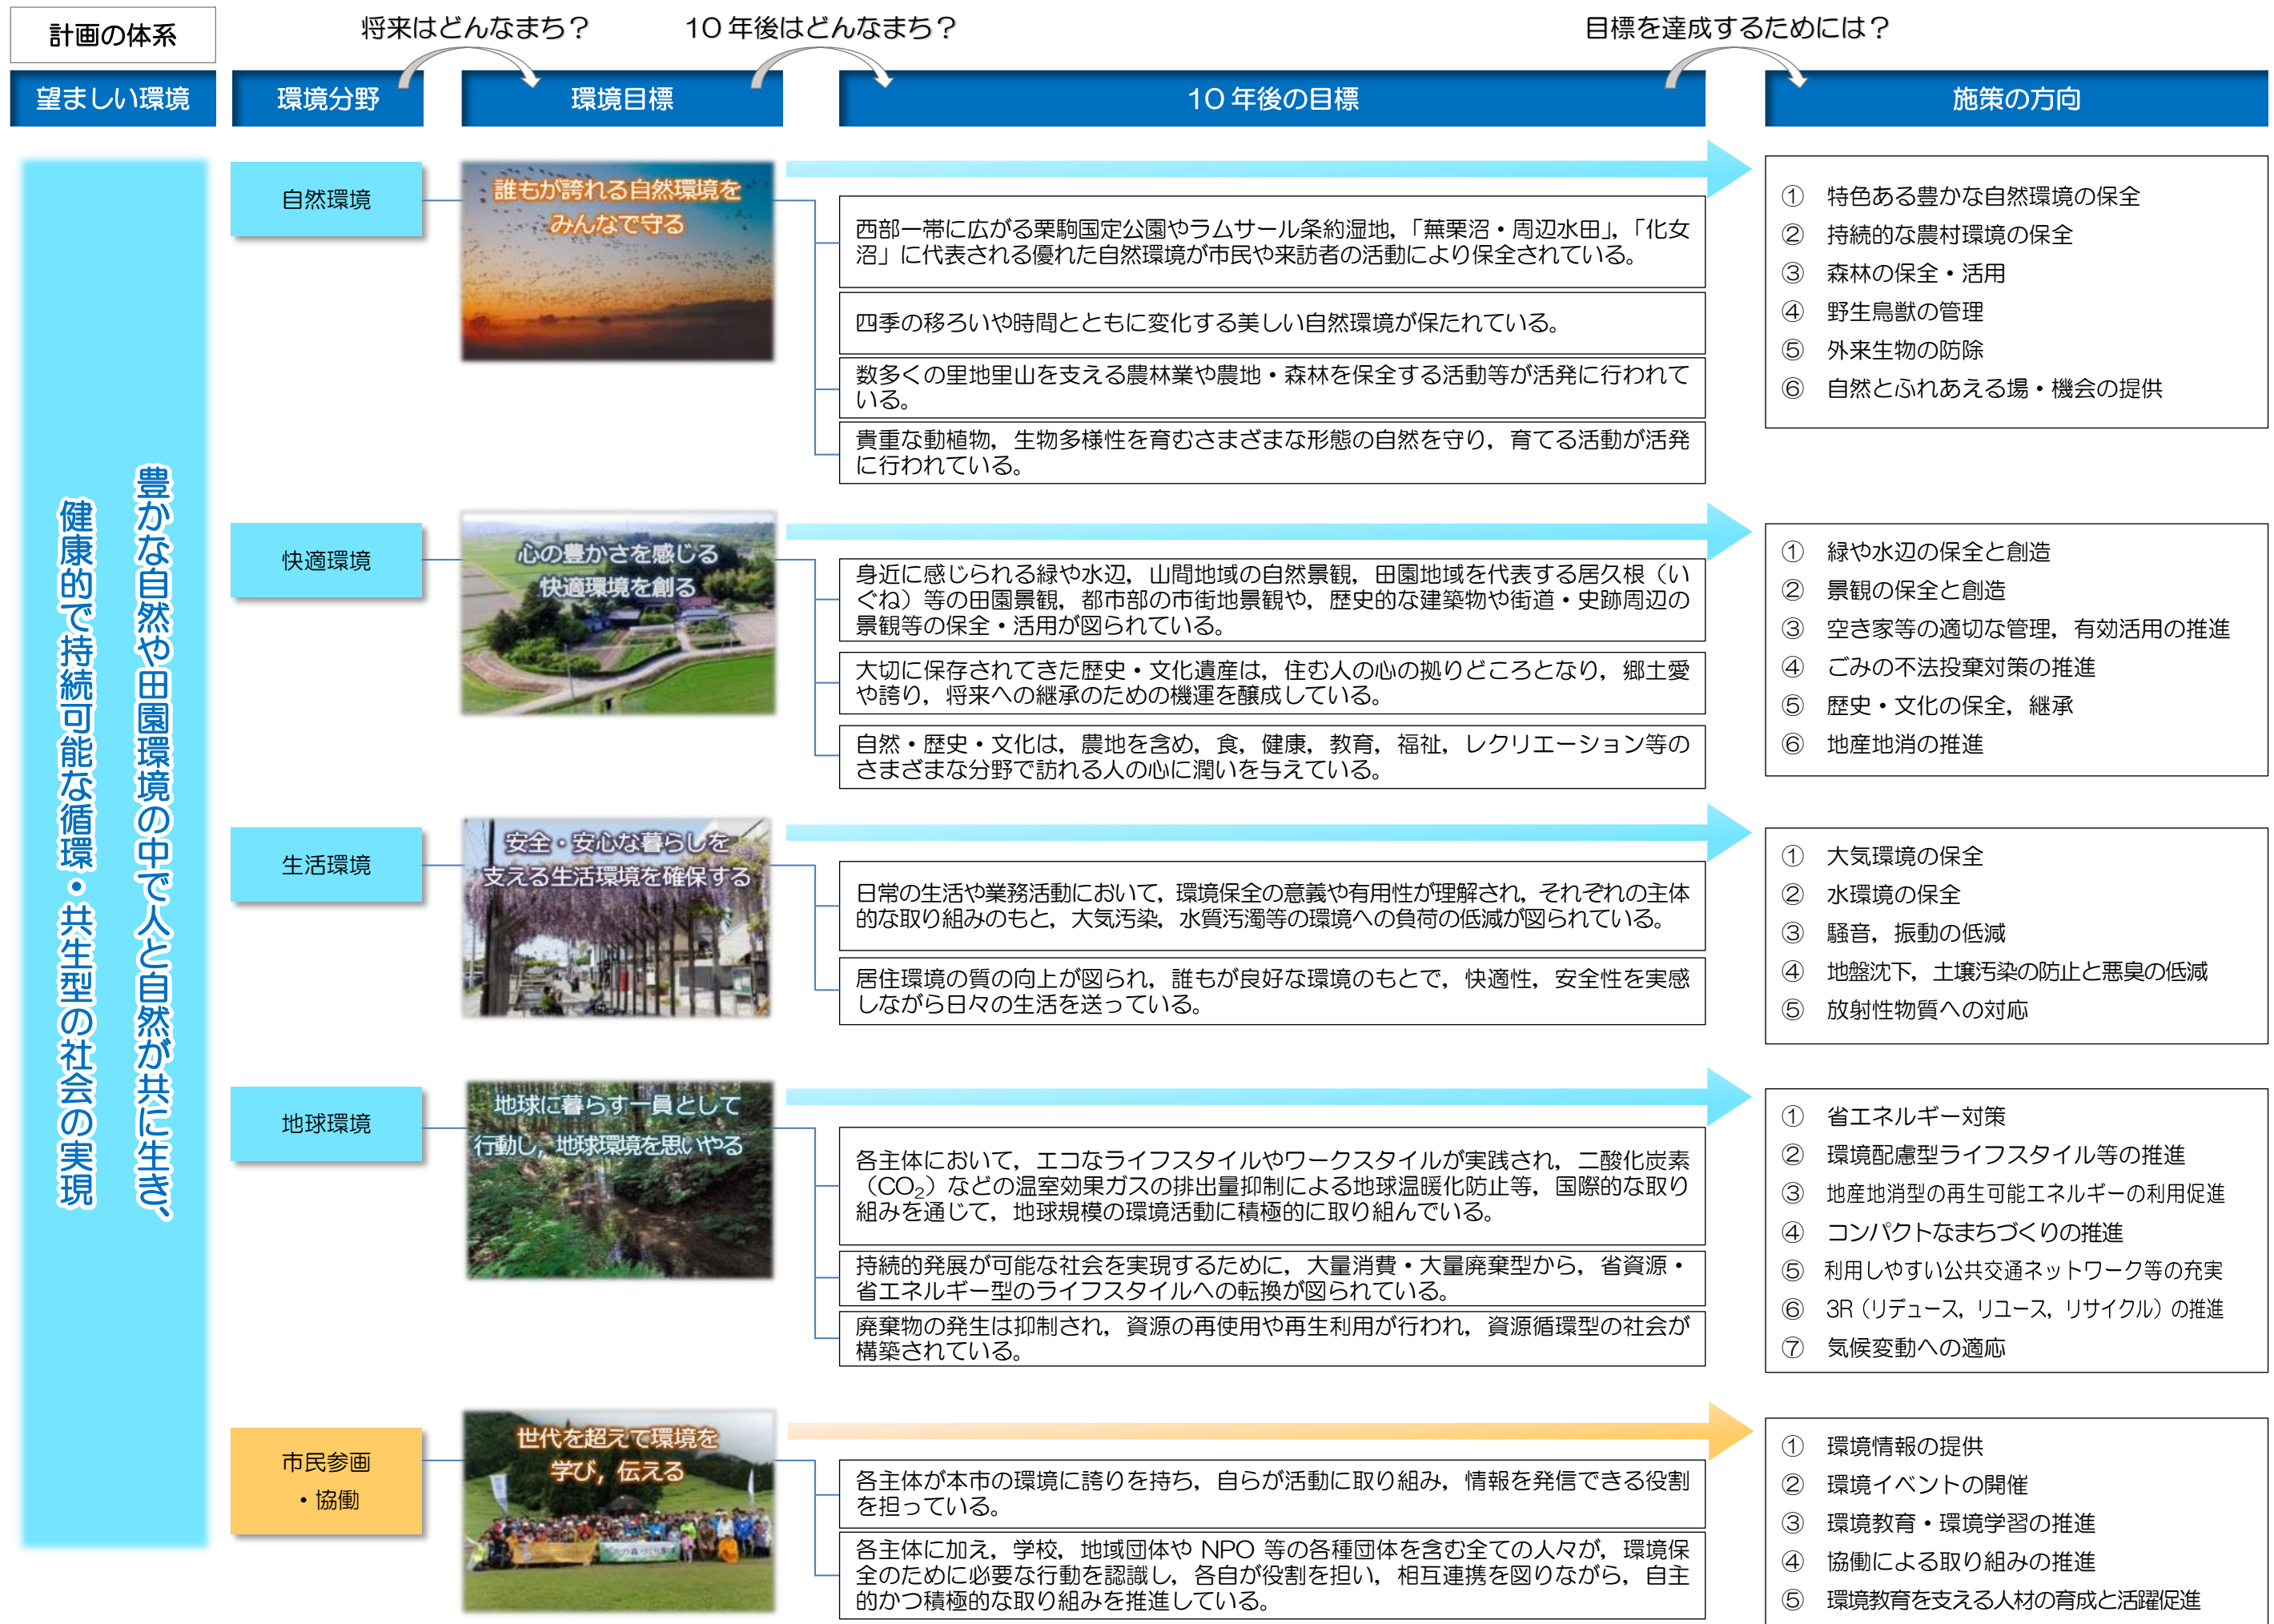 計画の体系
将来はどんなまち？
10年後はどんなまち？
目標を達成するためには？
望ましい環境
環境分野
環境目標
10年後の目標
施策の方向
豊かな自然や田園環境の中で人と自然が共に生き、
健康的で持続可能な循環・共生型の社会の実現
自然環境
誰もが誇れる自然環境を
みんなで守る
西部一帯に広がる栗駒国定公園やラムサール条約湿地，「蕪栗沼・周辺水田」，「化女
沼」に代表される優れた自然環境が市民や来訪者の活動により保全されている。
四季の移ろいや時間とともに変化する美しい自然環境が保たれている。
数多くの里地里山を支える農林業や農地・森林を保全する活動等が活発に行われて
いる。
貴重な動植物，生物多様性を育むさまざまな形態の自然を守り，育てる活動が活発
に行われている。
① 特色ある豊かな自然環境の保全
② 持続的な農村環境の保全
③ 森林の保全・活用
④ 野生鳥獣の管理
⑤ 外来生物の防除
⑥ 自然とふれあえる場・機会の提供
快適環境
心の豊かさを感じる
快適環境を創る
身近に感じられる緑や水辺，山間地域の自然景観，田園地域を代表する居久根（い
ぐね）等の田園景観，都市部の市街地景観や，歴史的な建築物や街道・史跡周辺の
景観等の保全・活用が図られている。
大切に保存されてきた歴史・文化遺産は，住む人の心の拠りどころとなり，郷土愛
や誇り，将来への継承のための機運を醸成している。
自然・歴史・文化は，農地を含め，食，健康，教育，福祉，レクリエーション等の
さまざまな分野で訪れる人の心に潤いを与えている。
① 緑や水辺の保全と創造
② 景観の保全と創造
③ 空き家等の適切な管理，有効活用の推進
④ ごみの不法投棄対策の推進
⑤ 歴史・文化の保全，継承
⑥ 地産地消の推進
生活環境
安全・安心な暮らしを
支える生活環境を確保する
日常の生活や業務活動において，環境保全の意義や有用性が理解され，それぞれの主体
的な取り組みのもと，大気汚染，水質汚濁等の環境への負荷の低減が図られている。
居住環境の質の向上が図られ，誰もが良好な環境のもとで，快適性，安全性を実感
しながら日々の生活を送っている。
① 大気環境の保全
② 水環境の保全
③ 騒音，振動の低減
④ 地盤沈下，土壌汚染の防止と悪臭の低減
⑤ 放射性物質への対応
地球環境
地球に暮らす一員として
行動し，地球環境を思いやる
各主体において，エコなライフスタイルやワークスタイルが実践され，二酸化炭素
（CO₂）などの温室効果ガスの排出量抑制による地球温暖化防止等，国際的な取り
組みを通じて，地球規模の環境活動に積極的に取り組んでいる。
持続的発展が可能な社会を実現するために，大量消費・大量廃棄型から，省資源・
省エネルギー型のライフスタイルへの転換が図られている。
廃棄物の発生は抑制され，資源の再使用や再生利用が行われ，資源循環型の社会が
構築されている。
① 省エネルギー対策
② 環境配慮型ライフスタイル等の推進
③ 地産地消型の再生可能エネルギーの利用促進
④ コンパクトなまちづくりの推進
⑤ 利用しやすい公共交通ネットワーク等の充実
⑥ 3R（リデュース，リユース，リサイクル）の推進
⑦ 気候変動への適応
市民参画
・協働
世代を超えて環境を
学び，伝える
各主体が本市の環境に誇りを持ち，自らが活動に取り組み，情報を発信できる役割
を担っている。
各主体に加え，学校，地域団体や NPO 等の各種団体を含む全ての人々が，環境保
全のために必要な行動を認識し，各自が役割を担い，相互連携を図りながら，自主
的かつ積極的な取り組みを推進している。
① 環境情報の提供
② 環境イベントの開催
③ 環境教育・環境学習の推進
④ 協働による取り組みの推進
⑤ 環境教育を支える人材の育成と活躍促進